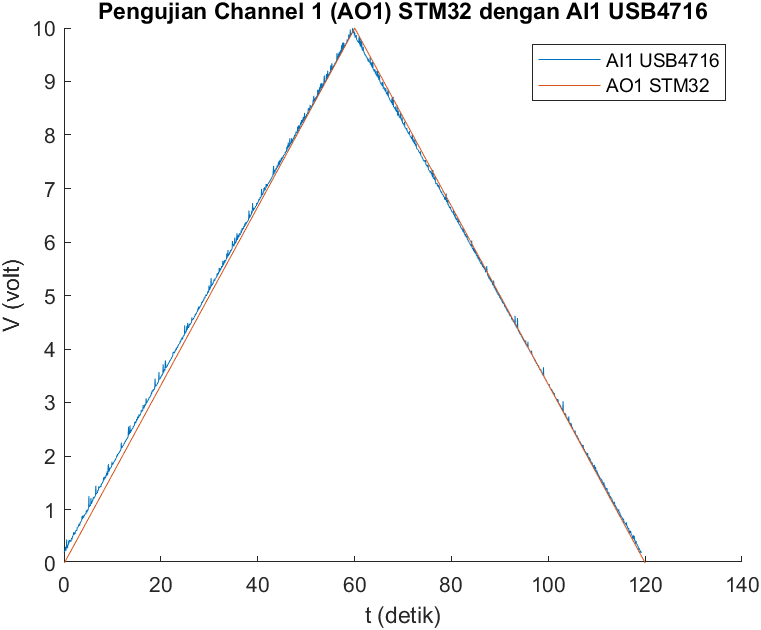 Pengujian Channel 1 (AO1) STM32 dengan AI1 USB4716
AI1 USB4716
AO1 STM32
10
9
8
7
6
5
4
3
2
1
0
V (volt)
0 20 40 60 80 100 120 140
t (detik)